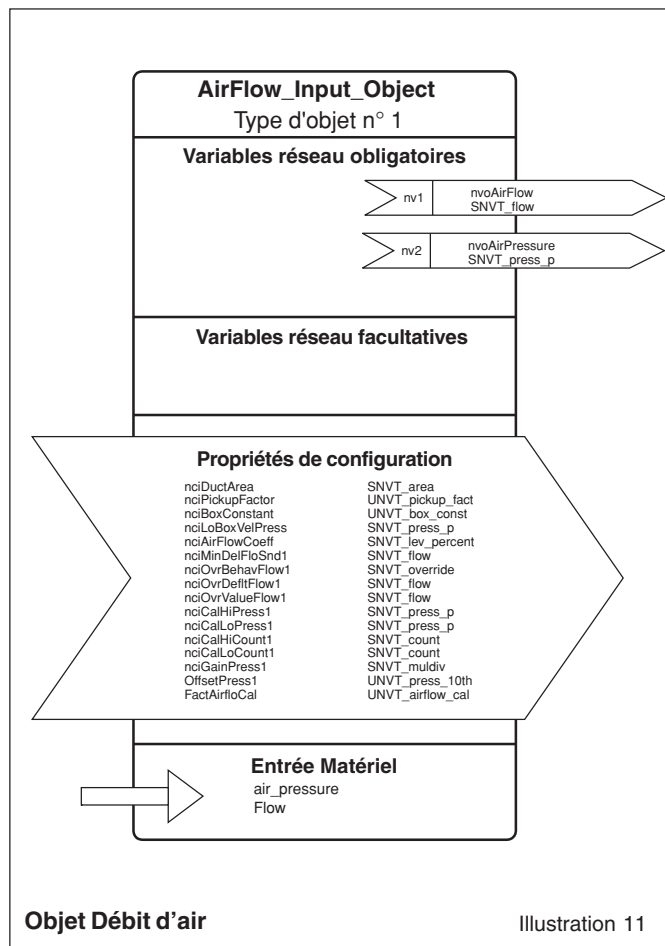 AirFlow_Input_Object
Type d'objet n° 1
Variables réseau obligatoires
nv1 nvoAirFlow
SNVT_flow
nv2 nvoAirPressure
SNVT_press_p
Variables réseau facultatives
Propriétés de configuration
nciDuctArea SNVT_area
nciPickupFactor UNVT_pickup_fact
nciBoxConstant UNVT_box_const
nciLoBoxVelPress SNVT_press_p
nciAirFlowCoeff SNVT_lev_percent
nciMinDelFloSnd1 SNVT_flow
nciOvrBehavFlow1 SNVT_override
nciOvrDefltFlow1 SNVT_flow
nciOvrValueFlow1 SNVT_flow
nciCalHiPress1 SNVT_press_p
nciCalLoPress1 SNVT_press_p
nciCalHiCount1 SNVT_count
nciCalLoCount1 SNVT_count
nciGainPress1 SNVT_muldiv
OffsetPress1 UNVT_press_10th
FactAirfloCal UNVT_airflow_cal
Entrée Matériel
air_pressure
Flow
Objet Débit d'air Illustration 11